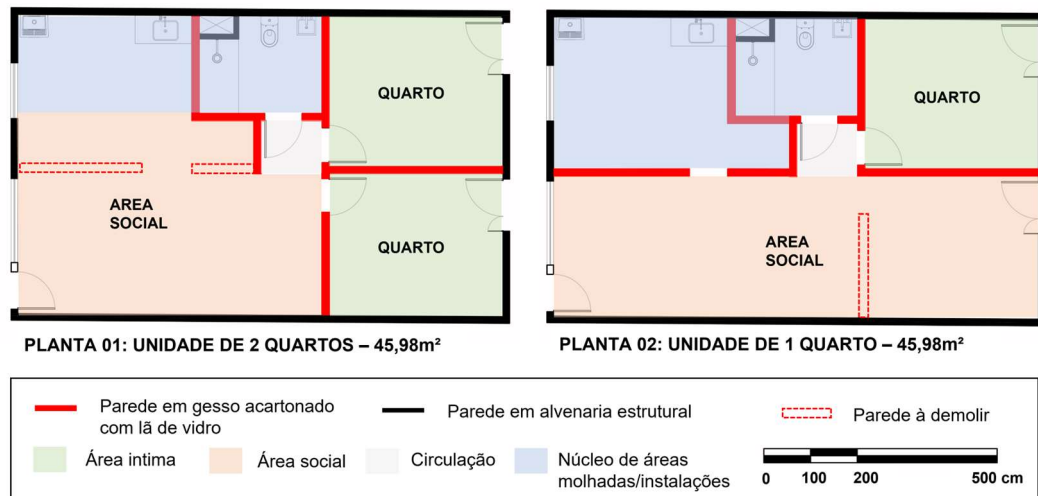 QUARTO
AREA
SOCIAL
QUARTO
PLANTA 01: UNIDADE DE 2 QUARTOS – 45,98m²
QUARTO
AREA
SOCIAL
PLANTA 02: UNIDADE DE 1 QUARTO – 45,98m²
Parede em gesso acartonado
com lã de vidro
Parede em alvenaria estrutural
Parede à demolir
Área intima
Área social
Circulação
Núcleo de áreas
molhadas/instalações
0 100 200 500 cm